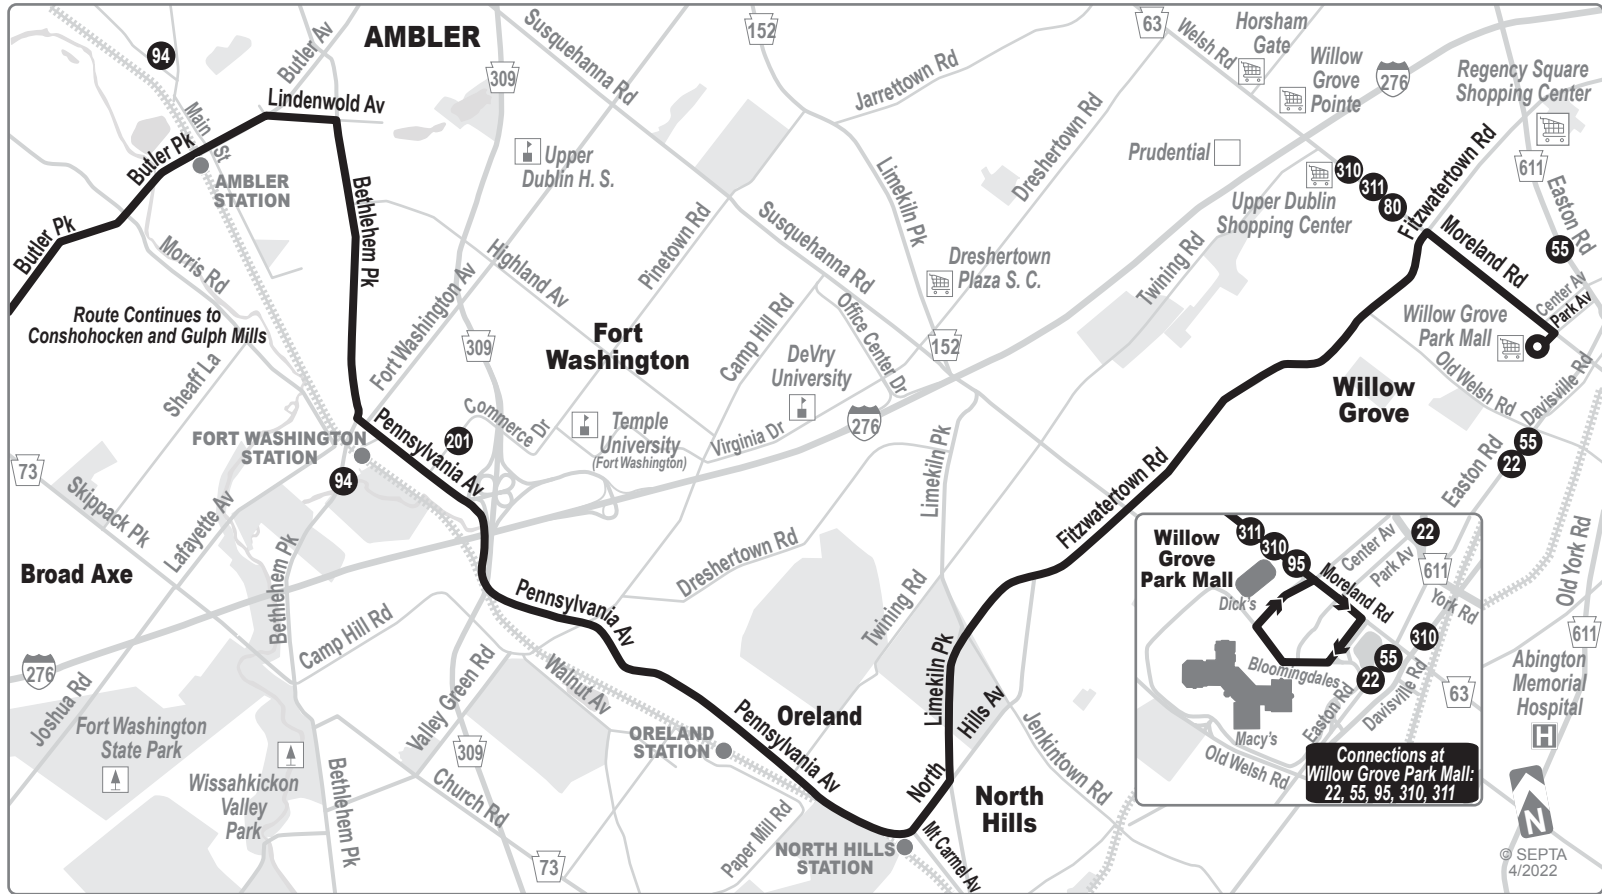 AMBLER
94
Butler Av
309
Susquehanna Rd
152
Jarrettown Rd
63
Welsh Rd
Horsham
Gate
Willow
Grove
Pointe
276
Regency Square
Shopping Center
Lindenwold Av
Main St
Butler Pk
AMBLER
STATION
Upper
Dublin H. S.
Bethlehem Pk
Limekiln Pk
Dreshertown Rd
Prudential
310
311
80
Upper Dublin
Shopping Center
Fitzwatertown Rd
611
Easton Rd
55
Moreland Rd
Center Av
Park Av
Butler Pk
Morris Rd
Route Continues to
Conshohocken and Gulph Mills
Sheaff La
Fort Washington Av
Highland Av
Pinetown Rd
Susquehanna Rd
Dreshertown
Plaza S. C.
Twining Rd
309
Fort
Washington
Camp Hill Rd
Office Center Dr
DeVry
University
152
Willow Grove
Park Mall
Old Welsh Rd
Davisville Rd
Willow
Grove
FORT WASHINGTON
STATION
94
Pennsylvania Av
201
Commerce Dr
Temple
University
(Fort Washington)
Virginia Dr
276
Limekiln Pk
Fitzwatertown Rd
55
22
Easton Rd
73
Skippack Pk
Lafayette Av
Broad Axe
Bethlehem Pk
Camp Hill Rd
Pennsylvania Av
Dreshertown Rd
Twining Rd
Old York Rd
611
Abington
Memorial
Hospital
H
276
Joshua Rd
Fort Washington
State Park
Wissahickon
Valley
Park
Bethlehem Pk
Valley Green Rd
309
Church Rd
73
Walnut Av
ORELAND
STATION
Oreland
Pennsylvania Av
Paper Mill Rd
NORTH HILLS
STATION
Limekiln Pk
North
Hills Av
North
Hills
Mt Carmel Av
Jenkintown Rd
Willow
Grove
Park Mall
311
310
95
Moreland Rd
Center Av
Park Av
22
611
York Rd
Dick's
Bloomingdales
55
22
310
Easton Rd
Davisville Rd
63
Macy's
Old Welsh Rd
Connections at
Willow Grove Park Mall:
22, 55, 95, 310, 311
N
© SEPTA
4/2022